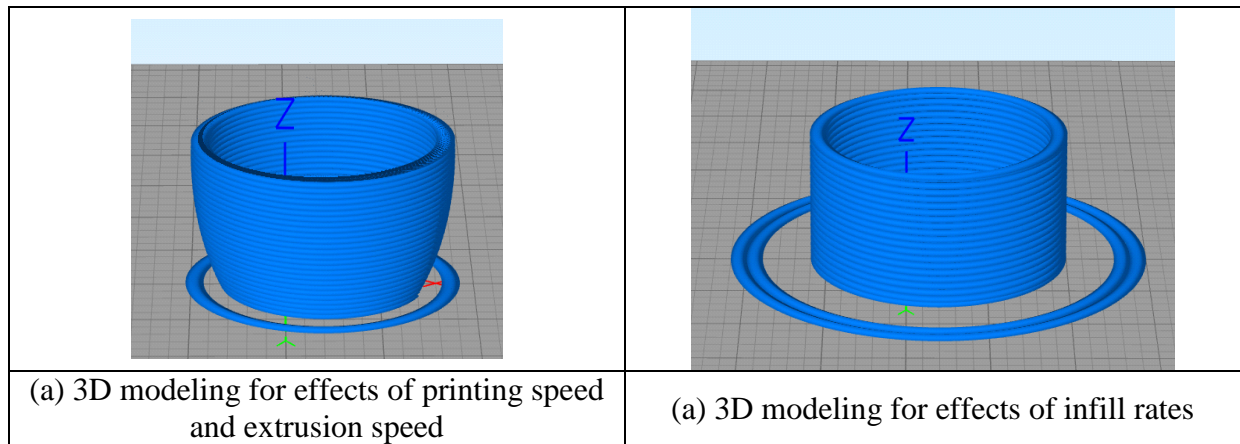 Z
Z
(a) 3D modeling for effects of printing speed
and extrusion speed
(a) 3D modeling for effects of infill rates